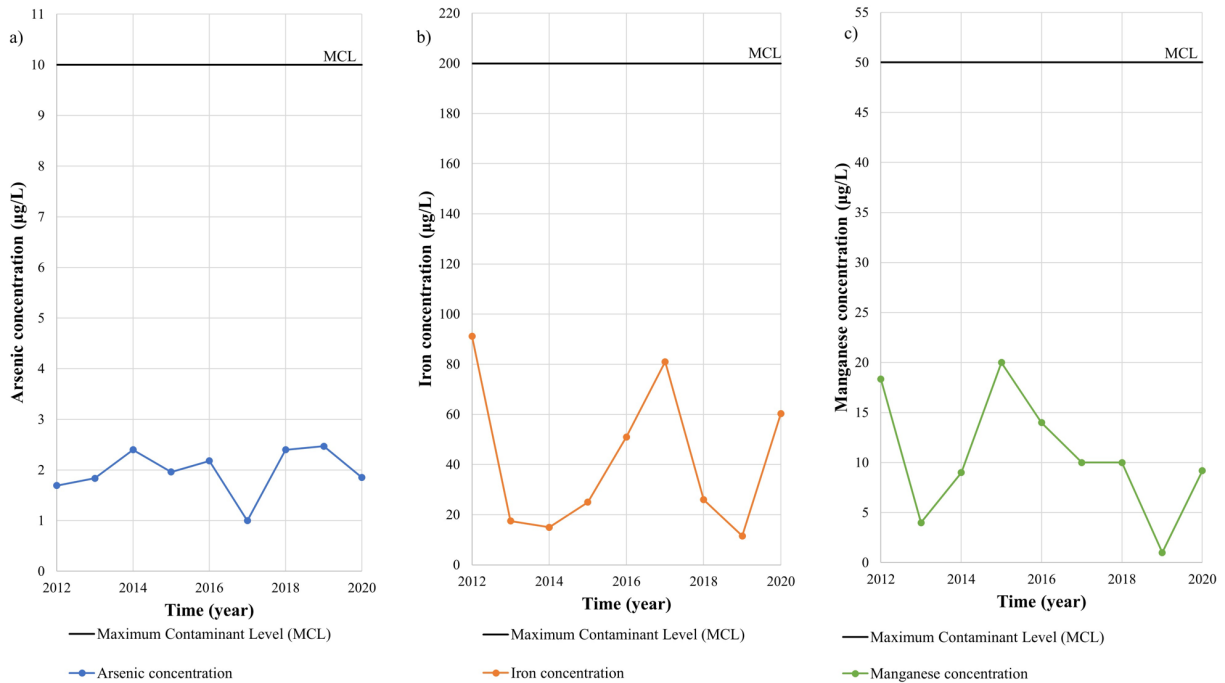 a)
Arsenic concentration (µg/L)
11
10
9
8
7
6
5
4
3
2
1
0
MCL
2012 2014 2016 2018 2020
Time (year)
Maximum Contaminant Level (MCL)
Arsenic concentration
b)
Iron concentration (µg/L)
220
200
180
160
140
120
100
80
60
40
20
0
MCL
2012 2014 2016 2018 2020
Time (year)
Maximum Contaminant Level (MCL)
Iron concentration
c)
Manganese concentration (µg/L)
55
50
45
40
35
30
25
20
15
10
5
0
MCL
2012 2014 2016 2018 2020
Time (year)
Maximum Contaminant Level (MCL)
Manganese concentration